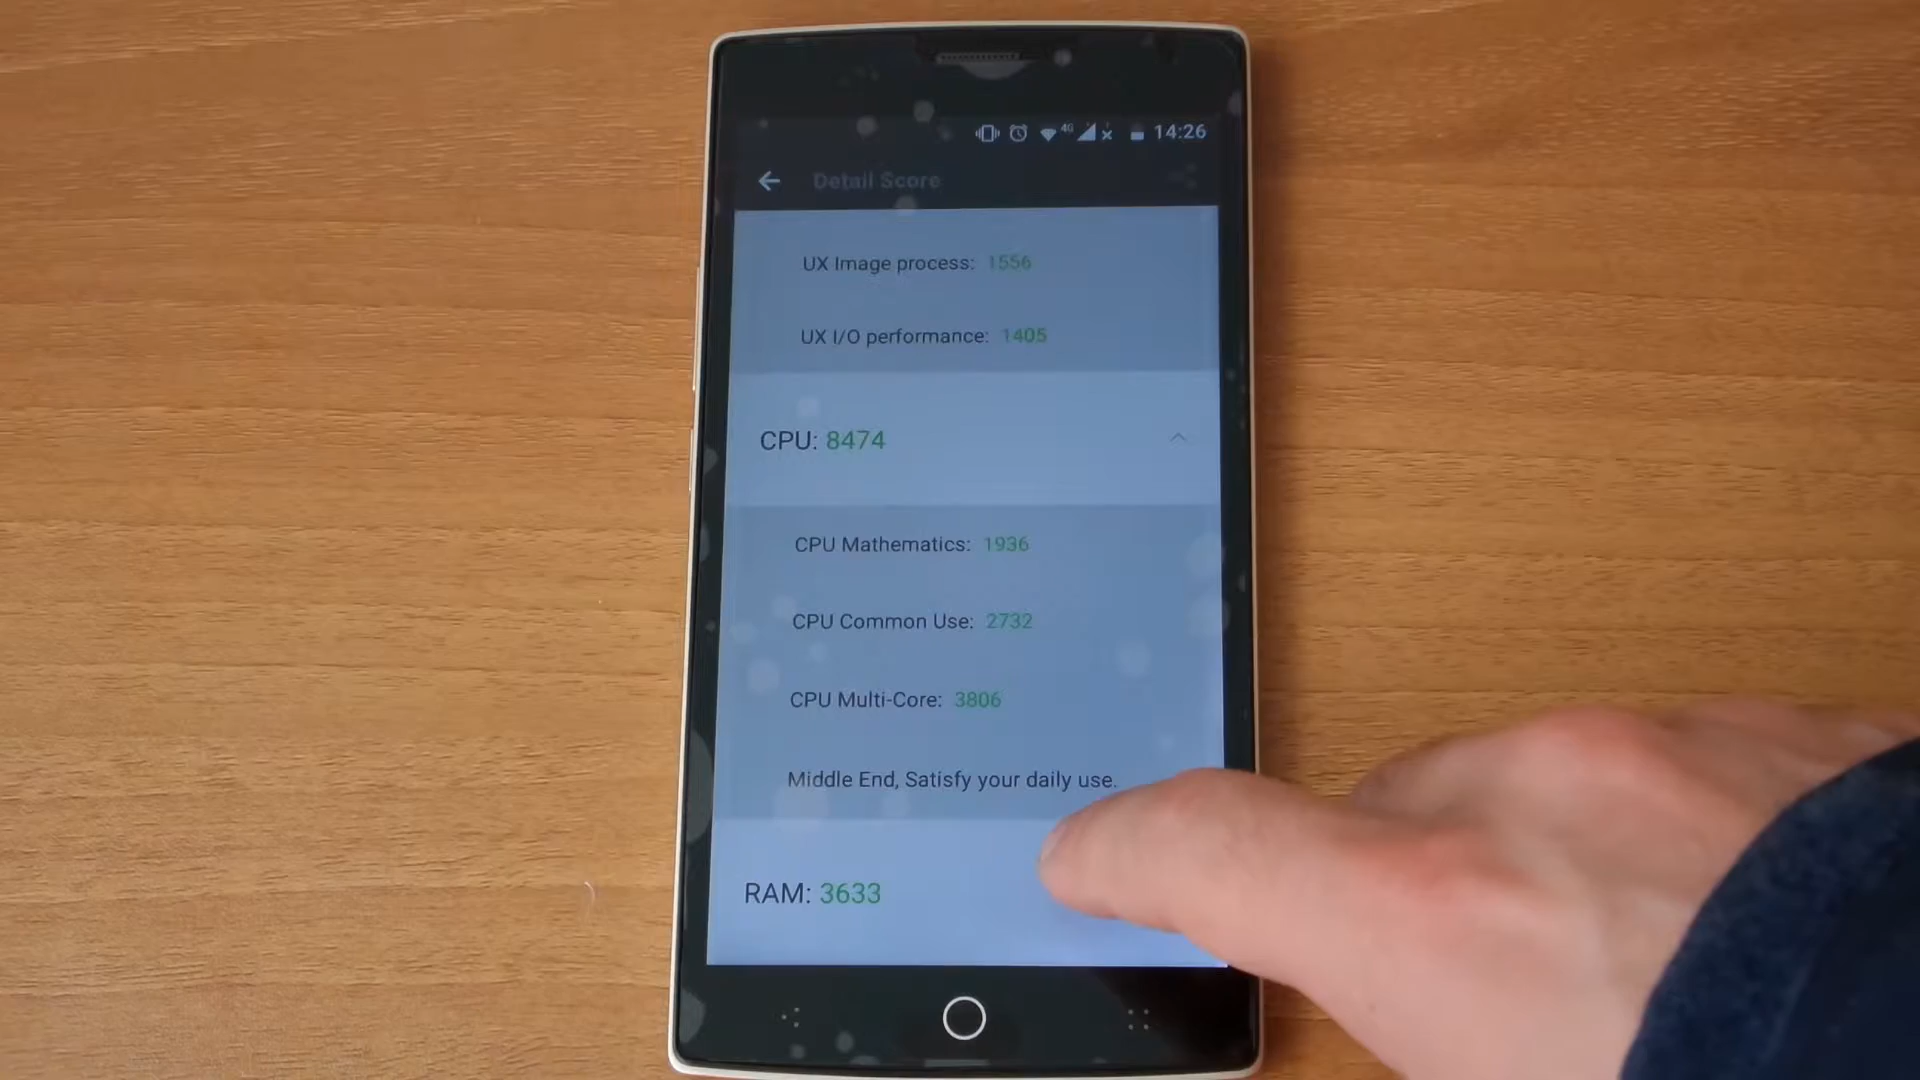 4G 14:26
Detail Score
UX Image process: 1556
UX I/O performance: 1405
CPU: 8474
CPU Mathematics: 1936
CPU Common Use: 2732
CPU Multi-Core: 3806
Middle End, Satisfy your daily use.
RAM: 3633